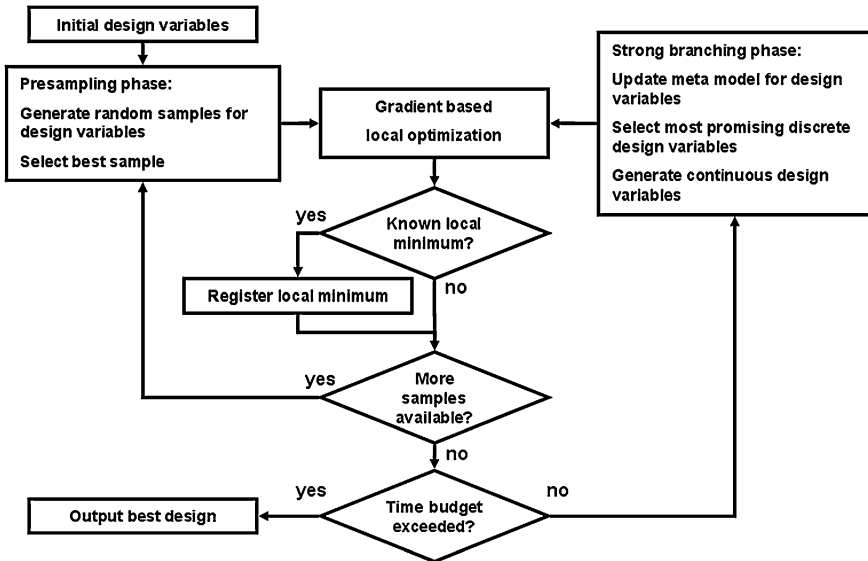 Initial design variables
Presampling phase:
Generate random samples for
design variables
Select best sample
Gradient based
local optimization
Strong branching phase:
Update meta model for design
variables
Select most promising discrete
design variables
Generate continuous design
variables
yes
Known local
minimum?
Register local minimum
no
yes
More
samples
available?
no
yes
no
Output best design
Time budget
exceeded?